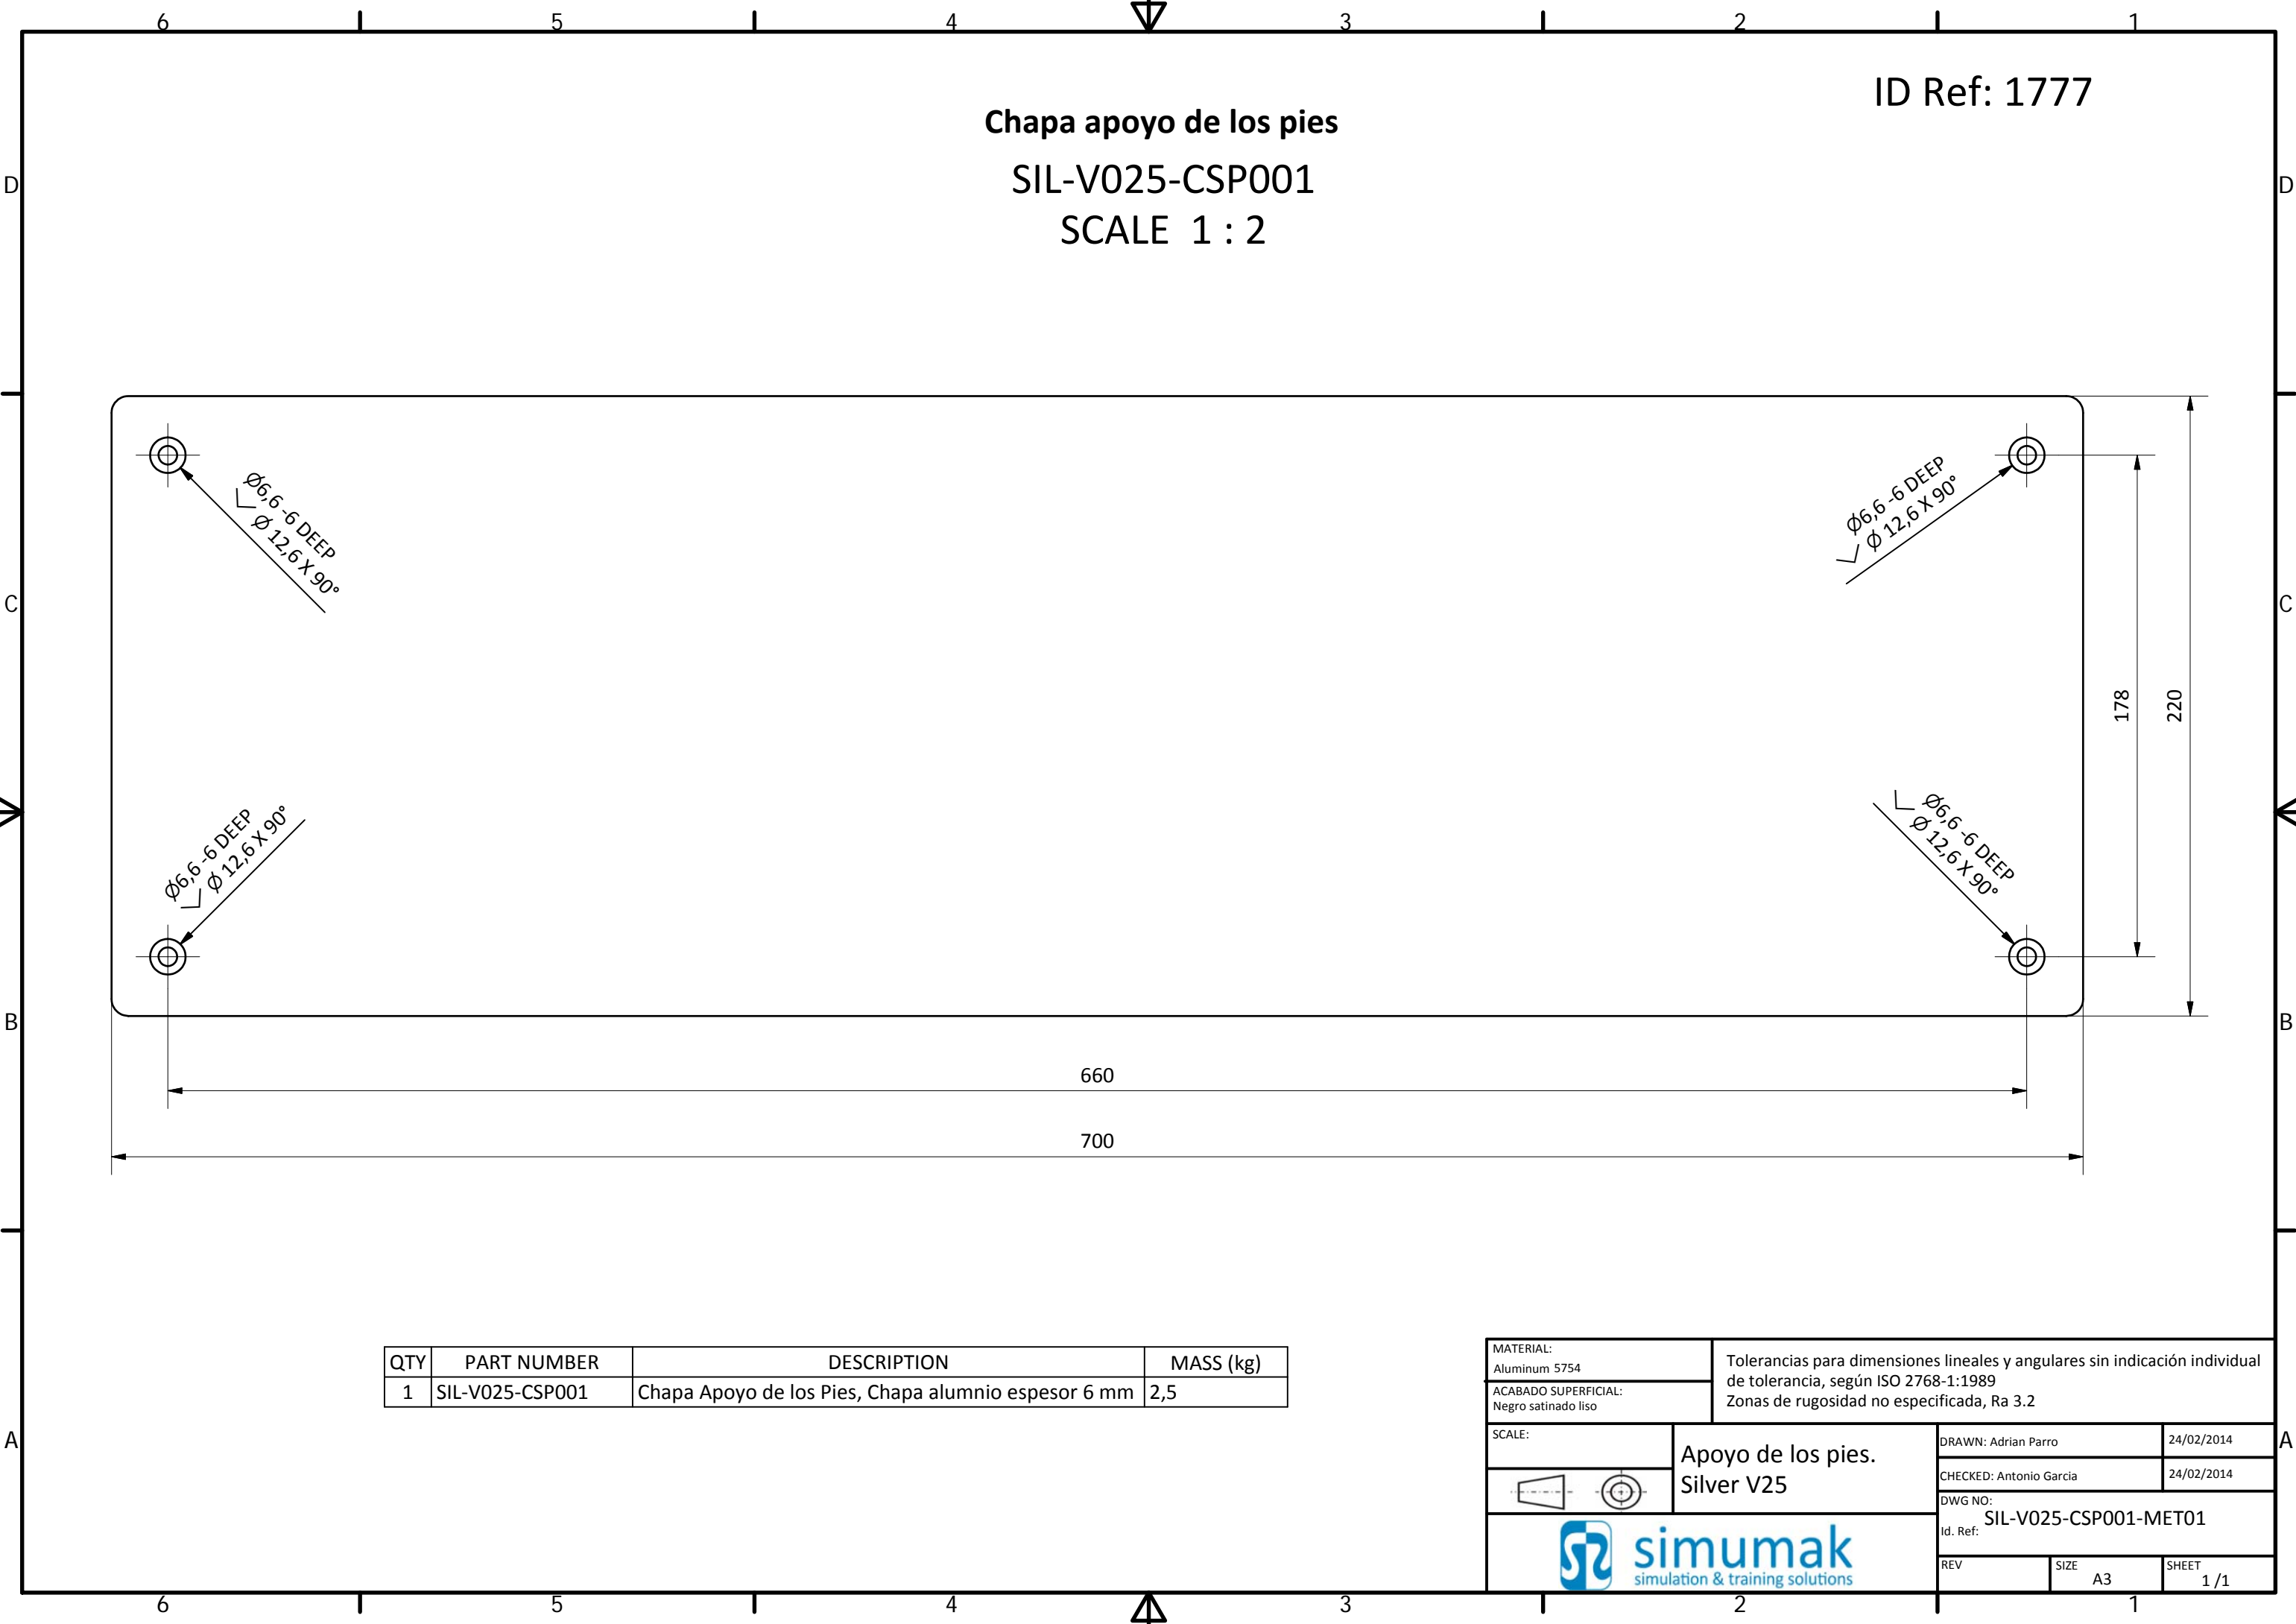 6 5 4 3 2 1
ID Ref: 1777
Chapa apoyo de los pies
SIL-V025-CSP001
SCALE 1 : 2
D D
Ø6,6 -6 DEEP
Ø 12,6 X 90°
Ø6,6 -6 DEEP
Ø 12,6 X 90°
C C
178
220
Ø6,6 -6 DEEP
Ø 12,6 X 90°
Ø6,6 -6 DEEP
Ø 12,6 X 90°
B B
660
700
QTY PART NUMBER DESCRIPTION MASS (kg)
1 SIL-V025-CSP001 Chapa Apoyo de los Pies, Chapa alumnio espesor 6 mm 2,5
MATERIAL:
Aluminum 5754
ACABADO SUPERFICIAL:
Negro satinado liso
Tolerancias para dimensiones lineales y angulares sin indicación individual
de tolerancia, según ISO 2768-1:1989
Zonas de rugosidad no especificada, Ra 3.2
A A
SCALE:
Apoyo de los pies.
Silver V25
DRAWN: Adrian Parro 24/02/2014
CHECKED: Antonio Garcia 24/02/2014
DWG NO:
SIL-V025-CSP001-MET01
Id. Ref:
simumak
simulation & training solutions
REV SIZE A3 SHEET 1 /1
6 5 4 3 2 1